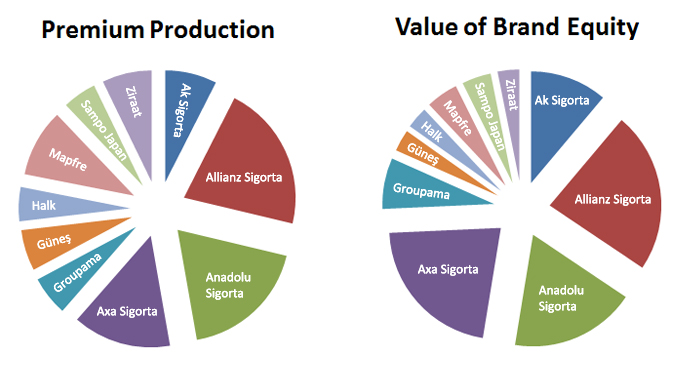 Premium Production
Ak Sigorta
Allianz Sigorta
Anadolu
Sigorta
Axa Sigorta
Groupama
Güneş
Halk
Mapfre
Sampo Japan
Ziraat
Value of Brand Equity
Ak Sigorta
Allianz Sigorta
Anadolu
Sigorta
Axa Sigorta
Groupama
Güneş
Halk
Mapfre
Sampo Japan
Ziraat